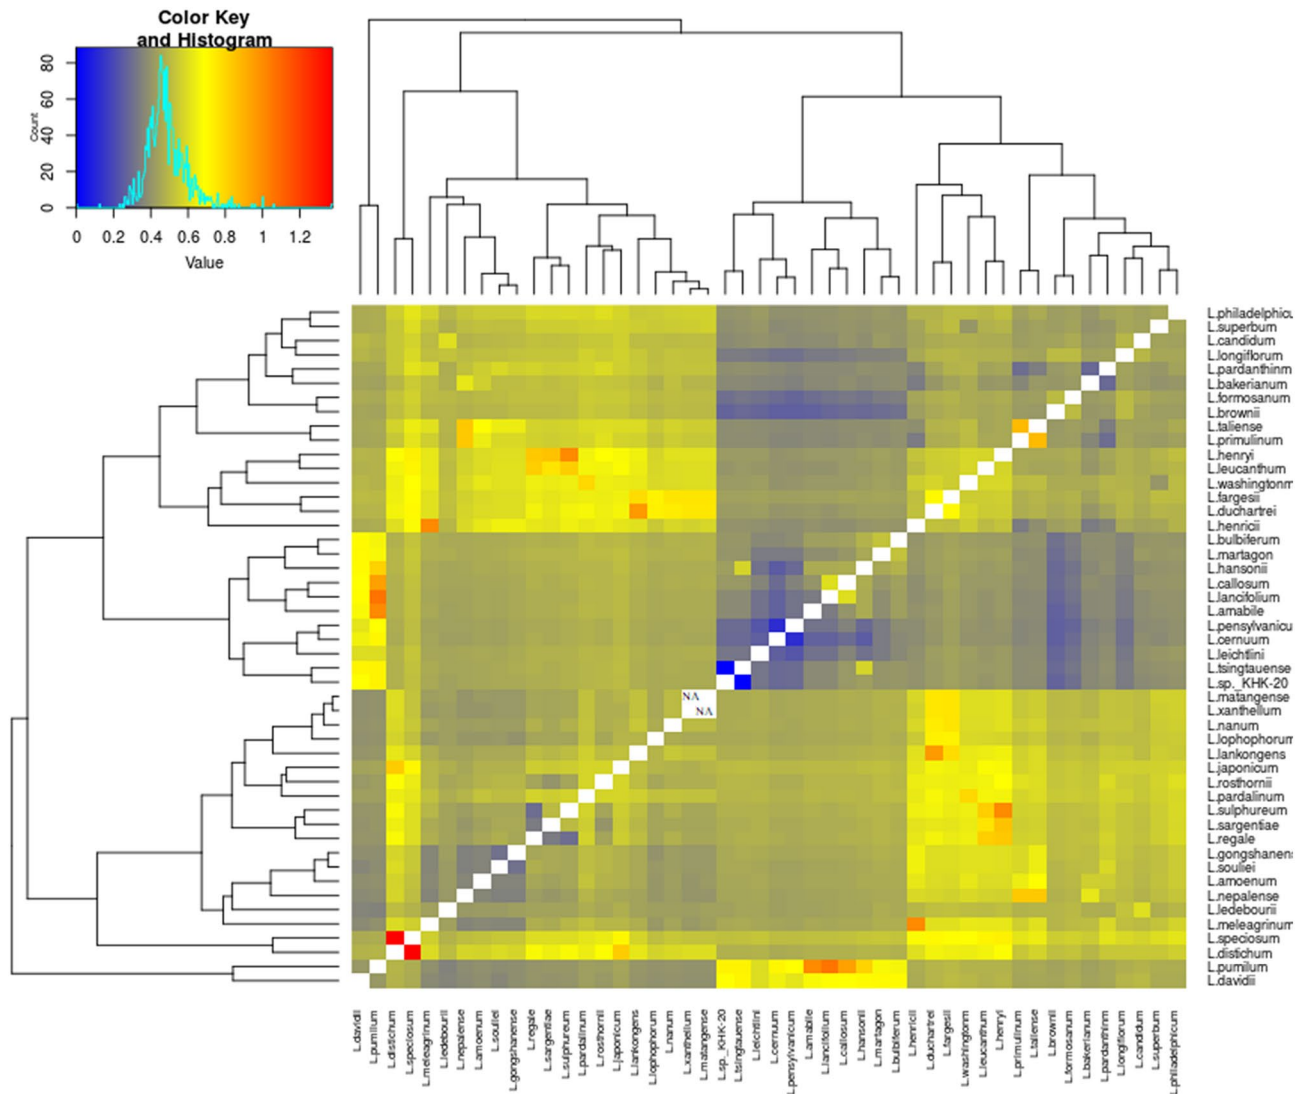 Color Key
and Histogram
Count
0 20 40 60 80
0 0.2 0.4 0.6 0.8 1 1.2
Value
L.philadelphicu
L.superbum
L.candidum
L.longiflorum
L.pardanthinm
L.bakerianum
L.formosanum
L.brownii
L.taliense
L.primulinum
L.henryi
L.leucanthum
L.washingtonm
L.fargesii
L.duchartrei
L.henricii
L.bulbiferum
L.martagon
L.hansonii
L.callosum
L.lancifolium
L.amabile
L.pensylvanicu
L.cernuum
L.leichtlini
L.tsingtauense
L.sp._KHK-20
NA
L.matangense
NA
L.xanthellum
L.nanum
L.lophophorum
L.lankongens
L.japonicum
L.rosthornii
L.pardalinum
L.sulphureum
L.sargentiae
L.regale
L.gongshanens
L.souliei
L.amoenum
L.nepalense
L.ledebourii
L.meleagrinum
L.speciosum
L.distichum
L.pumilum
L.davidii
L.davidii
L.pumilum
L.distichum
L.speciosum
L.meleagrinum
L.ledebourii
L.nepalense
L.amoenum
L.souliei
L.gongshanense
L.regale
L.sargentiae
L.sulphureum
L.pardalinum
L.rosthornii
L.japonicum
L.lankongens
L.lophophorum
L.nanum
L.xanthellum
L.matangense
L.sp._KHK-20
L.tsingtauense
L.leichtlini
L.cernuum
L.pensylvanicum
L.amabile
L.lancifolium
L.callosum
L.hansonii
L.martagon
L.bulbiferum
L.henricii
L.duchartrei
L.fargesii
L.washingtonm
L.leucanthum
L.henryi
L.primulinum
L.taliense
L.brownii
L.formosanum
L.bakerianum
L.pardanthinm
L.longiflorum
L.candidum
L.superbum
L.philadelphicum